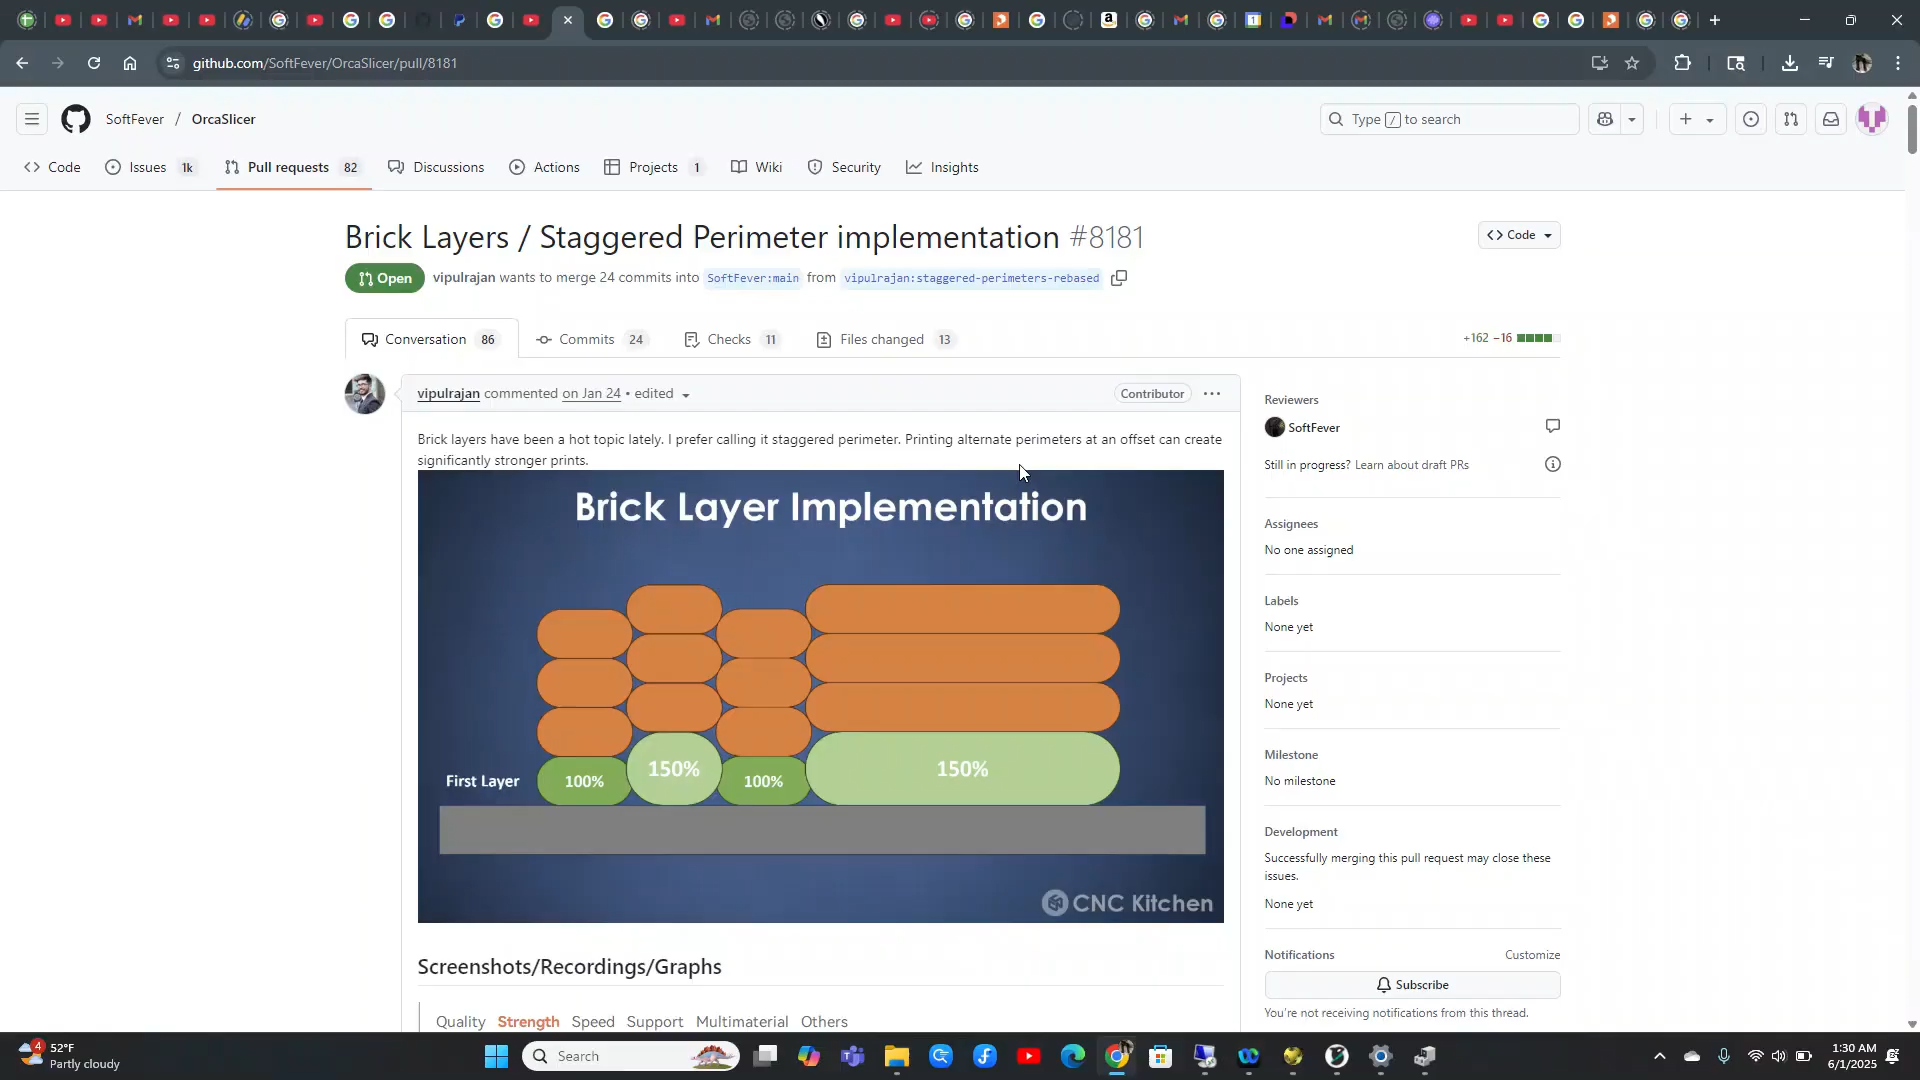 github.com/SoftFever/OrcaSlicer/pull/8181
SoftFever / OrcaSlicer
Type / to search
Code
Issues 1k
Pull requests 82
Discussions
Actions
Projects 1
Wiki
Security
Insights
Brick Layers / Staggered Perimeter implementation #8181
Code
Open vipulrajan wants to merge 24 commits into SoftFever:main from vipulrajan:staggered-perimeters-rebased
Conversation 86
Commits 24
Checks 11
Files changed 13
+162 −16
vipulrajan commented on Jan 24 • edited
Contributor
Brick layers have been a hot topic lately. I prefer calling it staggered perimeter. Printing alternate perimeters at an offset can create
significantly stronger prints.
Brick Layer Implementation
First Layer 100% 150% 100% 150%
CNC Kitchen
Screenshots/Recordings/Graphs
Quality Strength Speed Support Multimaterial Others
Reviewers
SoftFever
Still in progress? Learn about draft PRs
Assignees
No one assigned
Labels
None yet
Projects
None yet
Milestone
No milestone
Development
Successfully merging this pull request may close these
issues.
None yet
Notifications Customize
Subscribe
You're not receiving notifications from this thread.
4
52°F
Partly cloudy
Search
1:30 AM
6/1/2025